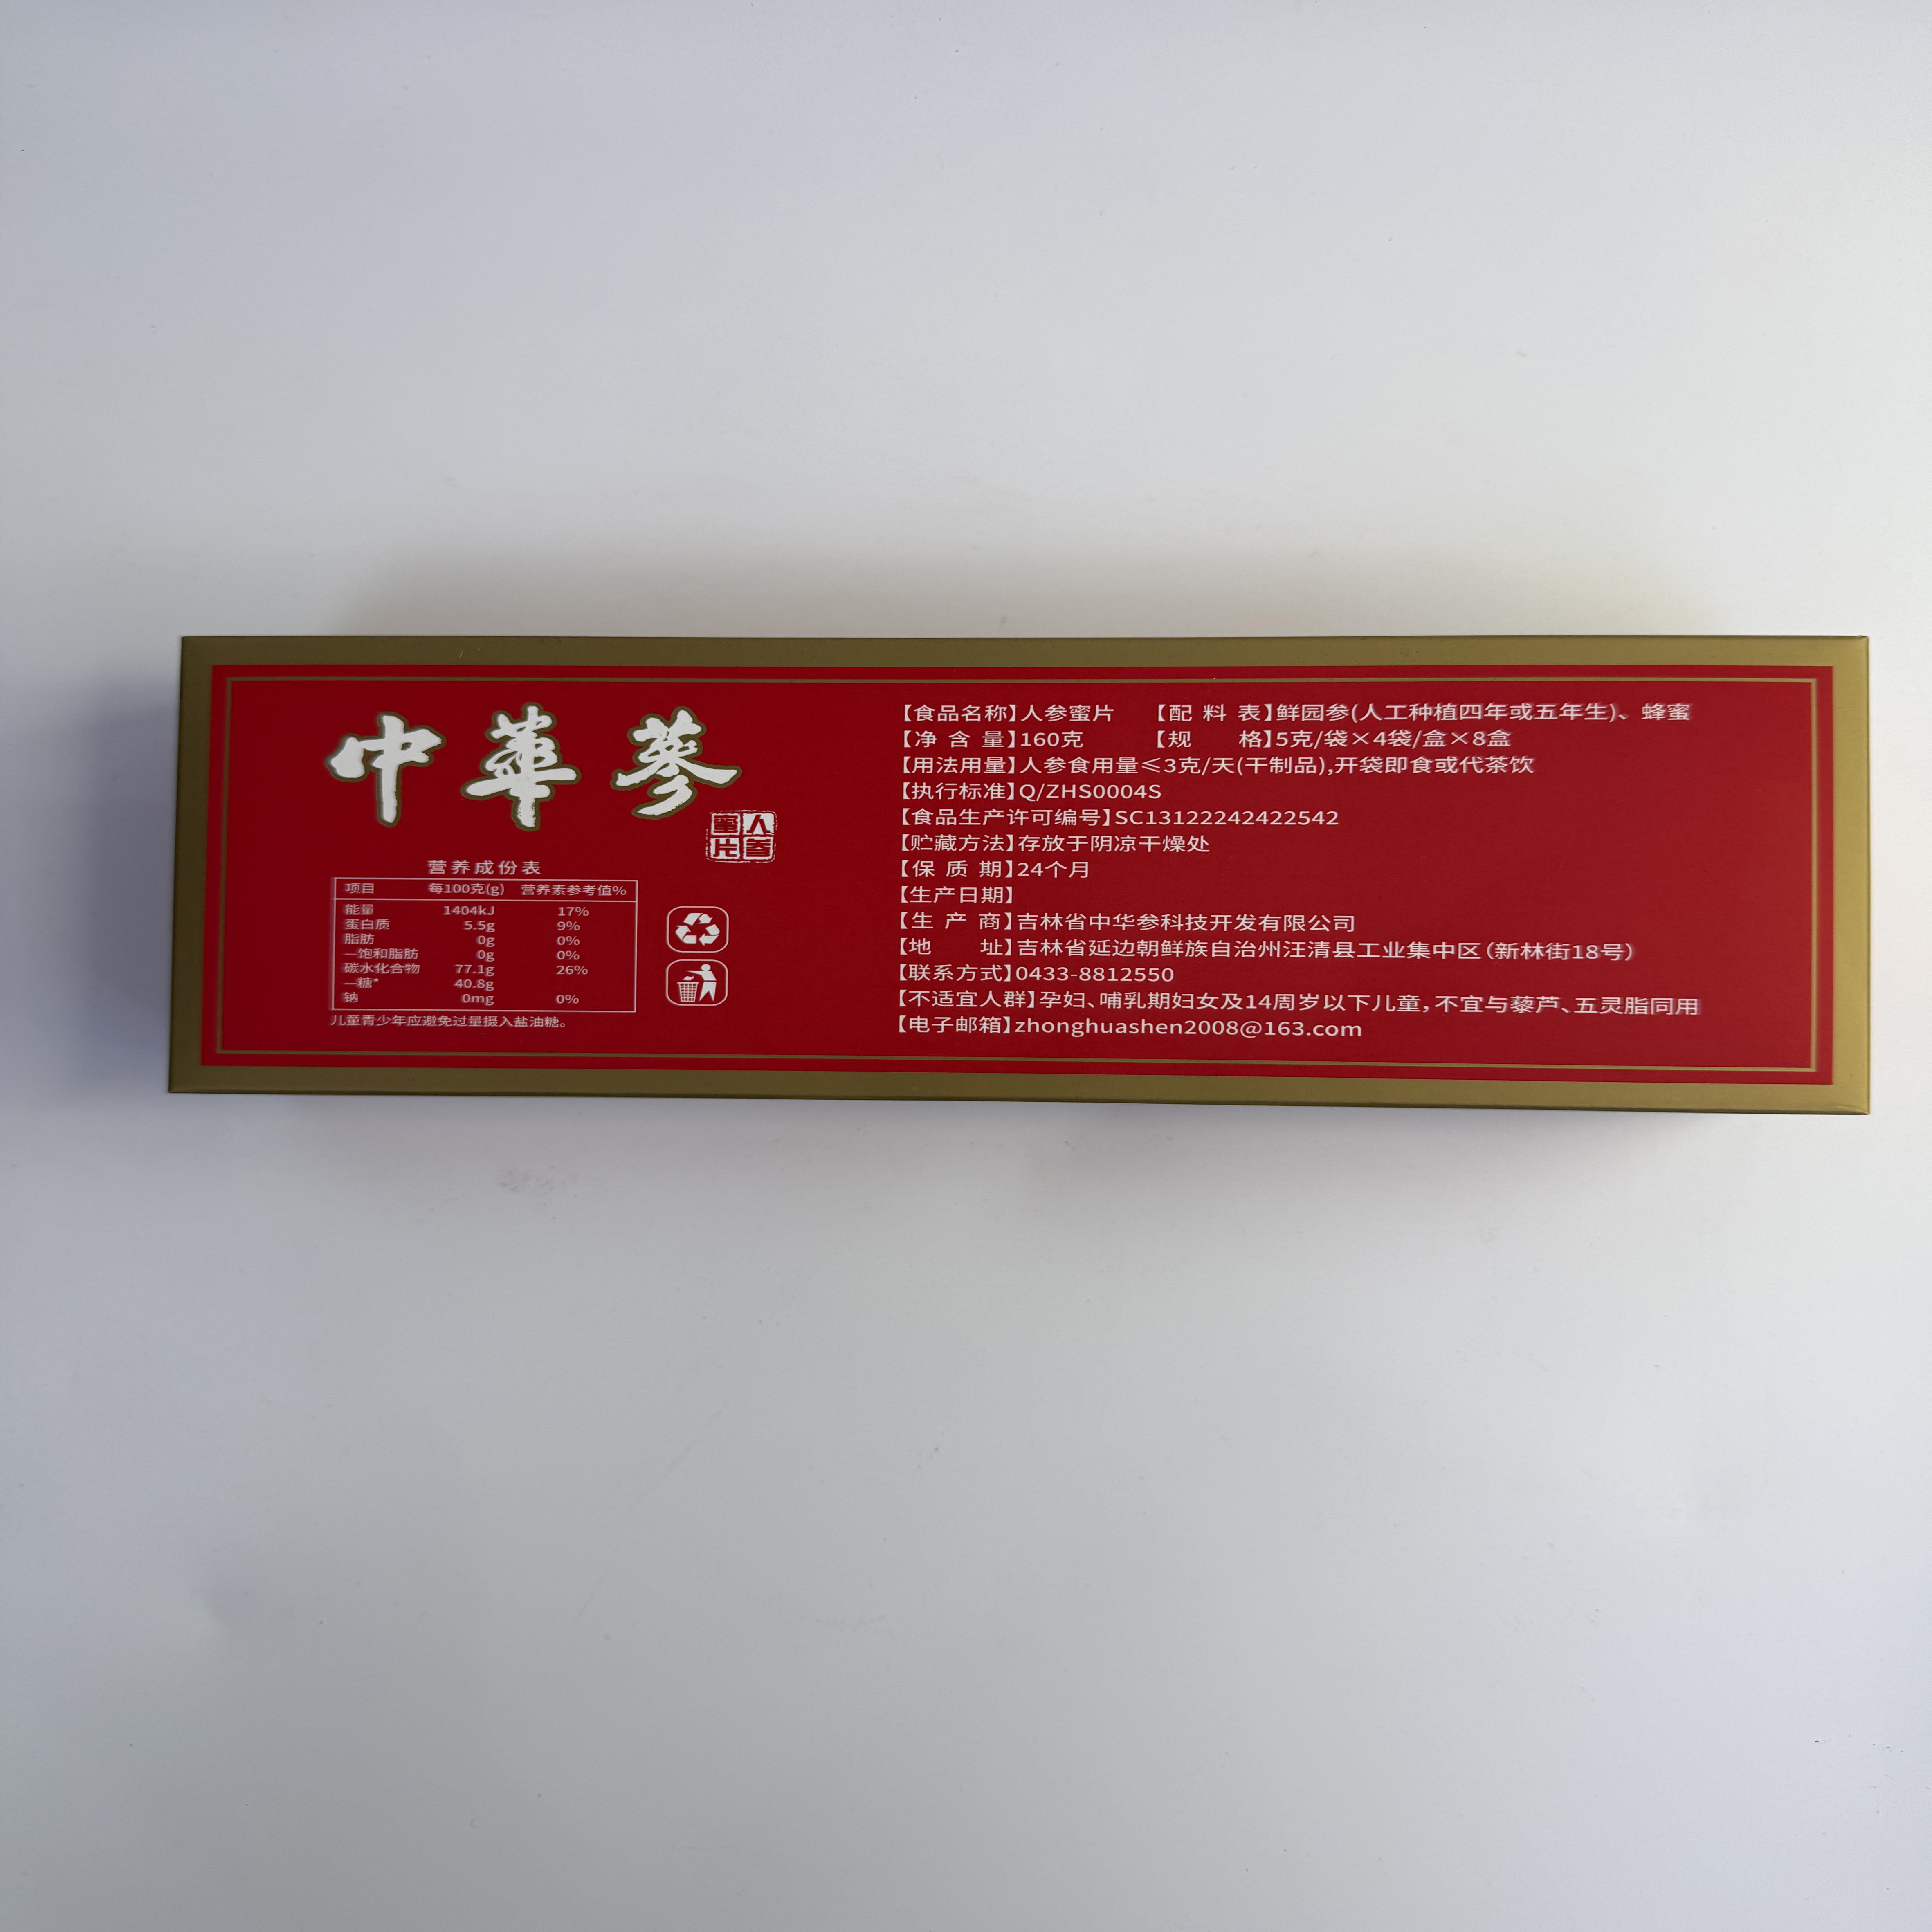 中華蔘
人参
蜜片
营养成份表
项目 每100克(g) 营养素参考值%
能量 1404kJ 17%
蛋白质 5.5g 9%
脂肪 0g 0%
—饱和脂肪 0g 0%
碳水化合物 77.1g 26%
—糖* 40.8g
钠 0mg 0%
儿童青少年应避免过量摄入盐油糖。
【食品名称】人参蜜片 【配 料 表】鲜园参(人工种植四年或五年生)、蜂蜜
【净 含 量】160克 【规 格】5克/袋×4袋/盒×8盒
【用法用量】人参食用量≤3克/天(干制品),开袋即食或代茶饮
【执行标准】Q/ZHS0004S
【食品生产许可编号】SC13122242422542
【贮藏方法】存放于阴凉干燥处
【保 质 期】24个月
【生产日期】
【生 产 商】吉林省中华参科技开发有限公司
【地 址】吉林省延边朝鲜族自治州汪清县工业集中区(新林街18号)
【联系方式】0433-8812550
【不适宜人群】孕妇、哺乳期妇女及14周岁以下儿童,不宜与藜芦、五灵脂同用
【电子邮箱】zhonghuashen2008@163.com